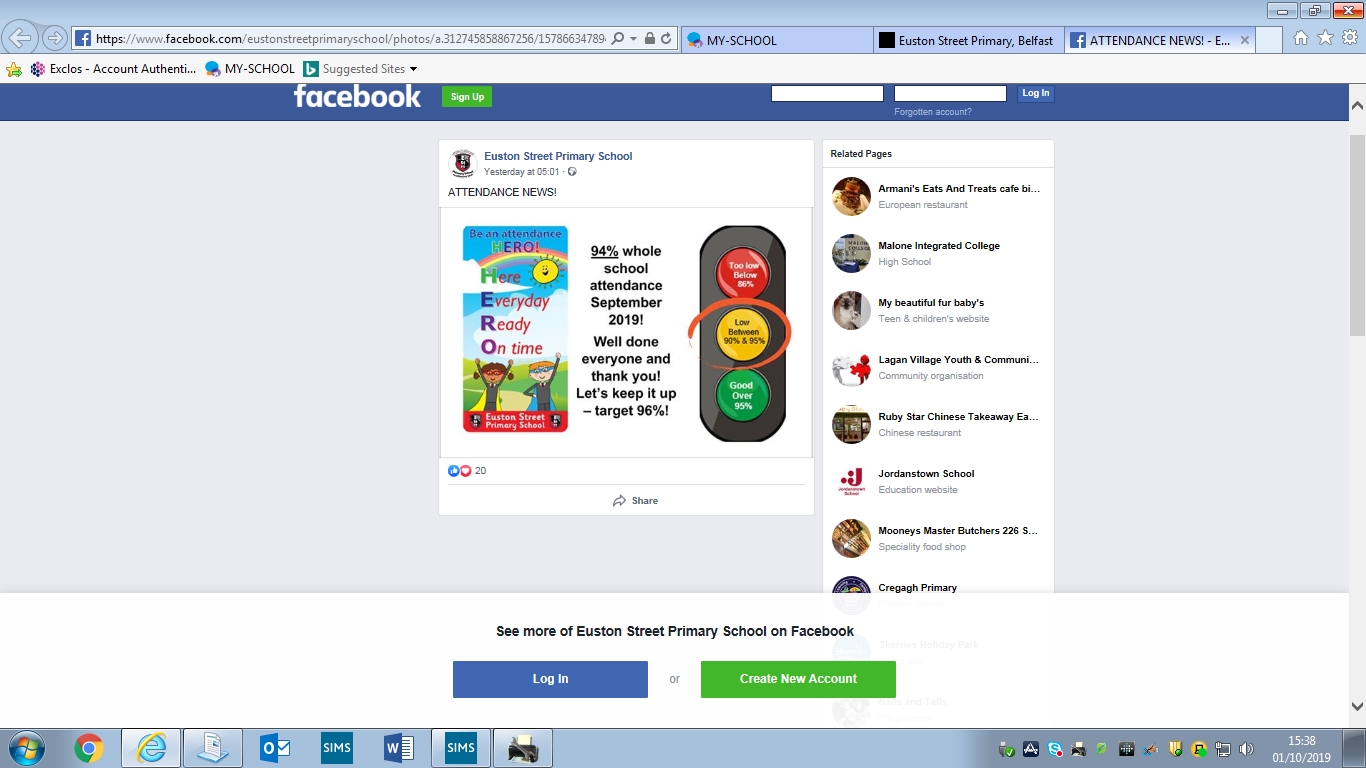 https://www.facebook.com/eustonstreetprimaryschool/photos/a.312745858867256/15786634789
MY-SCHOOL
Euston Street Primary, Belfast
ATTENDANCE NEWS! - E...
Exclos - Account Authenti...
MY-SCHOOL
Suggested Sites
facebook
Sign Up
Log In
Forgotten account?
Euston Street Primary School
Yesterday at 05:01 ·
ATTENDANCE NEWS!
Be an attendance
HERO!
Here
Everyday
Ready
On time
Euston Street
Primary School
94% whole
school
attendance
September
2019!
Well done
everyone and
thank you!
Let's keep it up
– target 96%!
Too low
Below
86%
Low
Between
90% & 95%
Good
Over
95%
20
Share
Related Pages
Armani's Eats And Treats cafe bi...
European restaurant
Malone Integrated College
High School
My beautiful fur baby's
Teen & children's website
Lagan Village Youth & Communi...
Community organisation
Ruby Star Chinese Takeaway Ea...
Chinese restaurant
Jordanstown
School
Jordanstown School
Education website
Mooneys Master Butchers 226 S...
Speciality food shop
Cregagh Primary
Skerries Holiday Park
Nails and Tails
See more of Euston Street Primary School on Facebook
Log In
or
Create New Account
SIMS
SIMS
15:38
01/10/2019